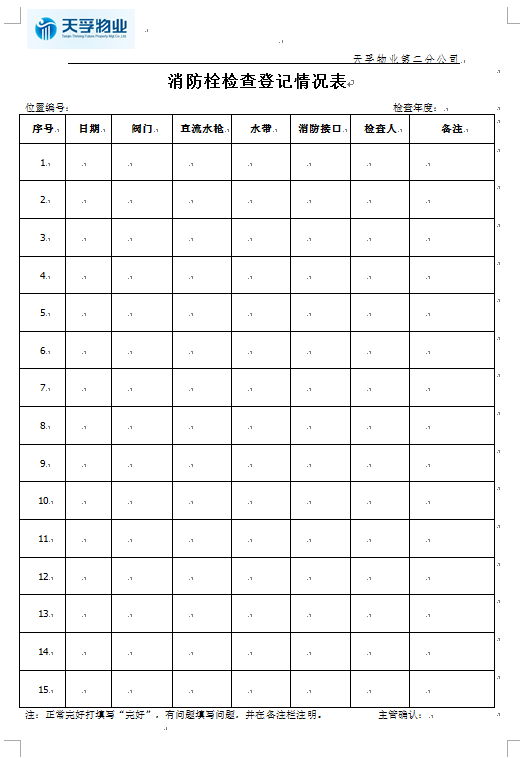 天孚物业
天孚物业第二分公司
消防栓检查登记情况表
位置编号： 检查年度：
序号 日期 阀门 直流水枪 水带 消防接口 检查人 备注
1.
2.
3.
4.
5.
6.
7.
8.
9.
10.
11.
12.
13.
14.
15.
注：正常完好打填写“完好”，有问题填写问题，并在备注栏注明。 主管确认：